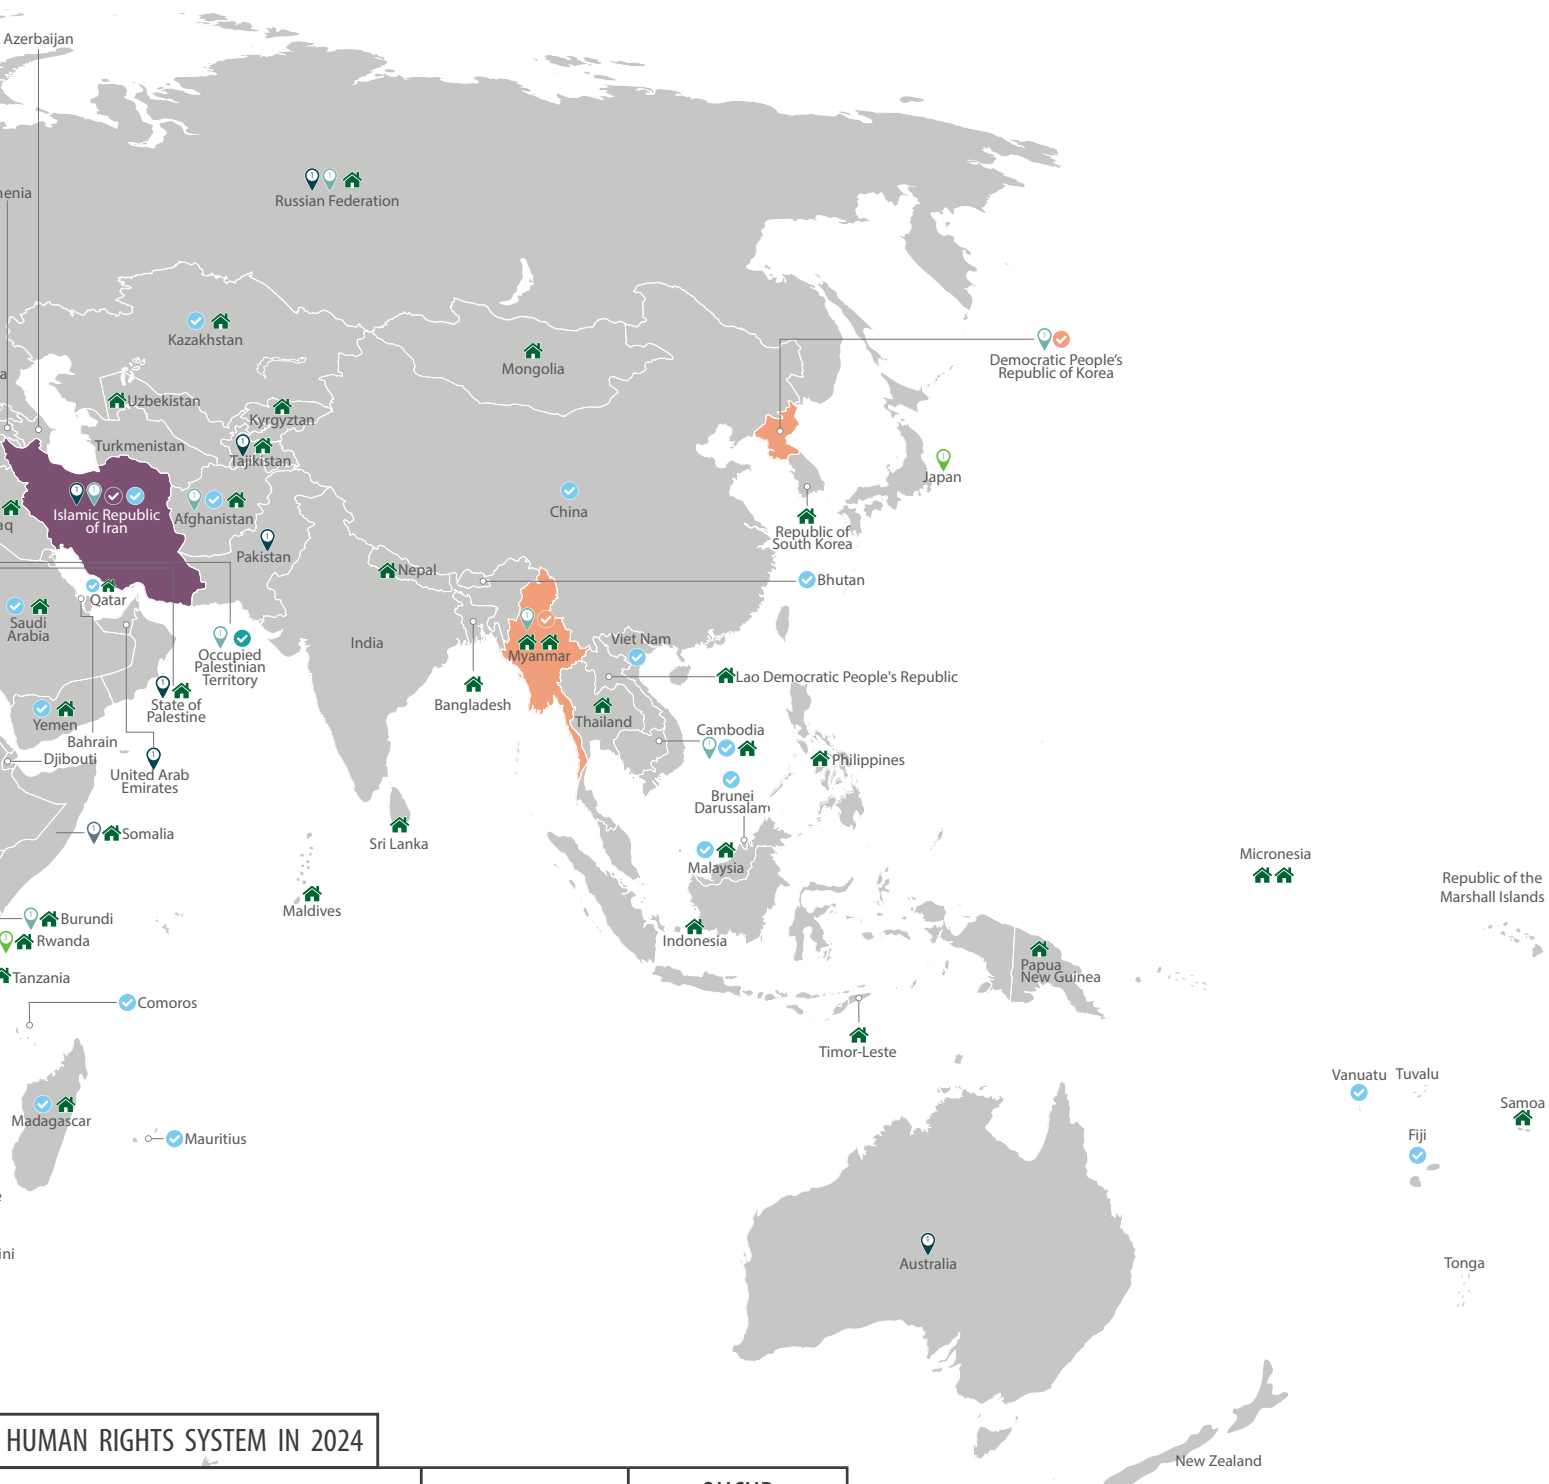 Azerbaijan
enia
Russian Federation
Kazakhstan
Mongolia
Democratic People's
Republic of Korea
a
Uzbekistan
Kyrgyztan
Turkmenistan
Tajikistan
Japan
Islamic Republic
of Iran
Afghanistan
China
aq
Republic of
South Korea
Pakistan
Nepal
Bhutan
Qatar
Saudi
Arabia
India
Viet Nam
Occupied
Palestinian
Territory
Myanmar
Lao Democratic People's Republic
State of
Palestine
Bangladesh
Thailand
Yemen
Cambodia
Bahrain
Djibouti
Philippines
United Arab
Emirates
Brunei
Darussalam
Somalia
Sri Lanka
Malaysia
Micronesia
Republic of the
Marshall Islands
Maldives
Burundi
Rwanda
Indonesia
Papua
New Guinea
Tanzania
Comoros
Timor-Leste
Vanuatu
Tuvalu
Samoa
Madagascar
Mauritius
Fiji
ini
Australia
Tonga
HUMAN RIGHTS SYSTEM IN 2024
New Zealand